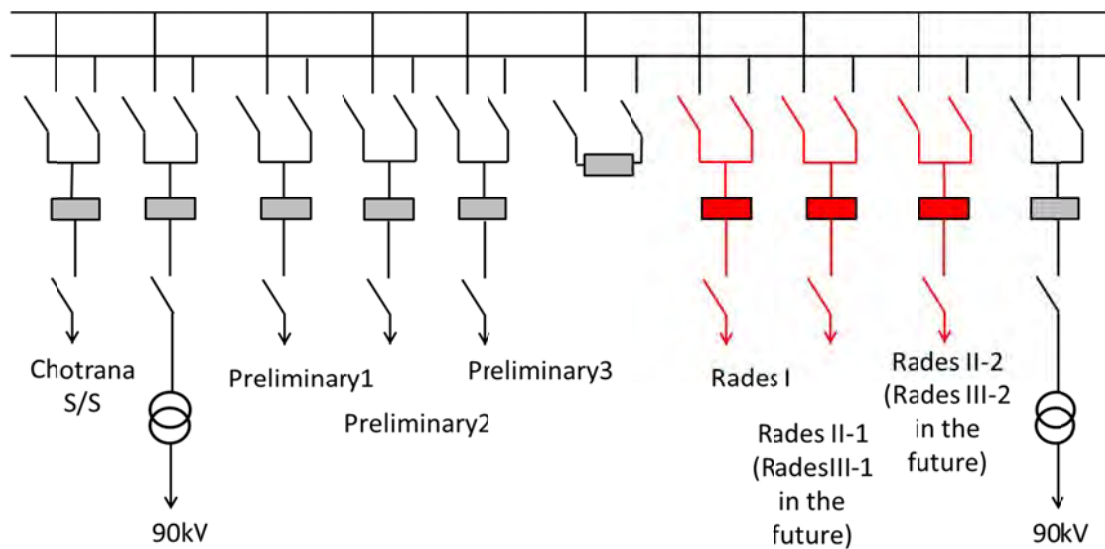 Chotrana
S/S
90kV
Preliminary1
Preliminary2
Preliminary3
Rades I
Rades II-1
(RadesIII-1
in the
future)
Rades II-2
(Rades III-2
in the
future)
90kV